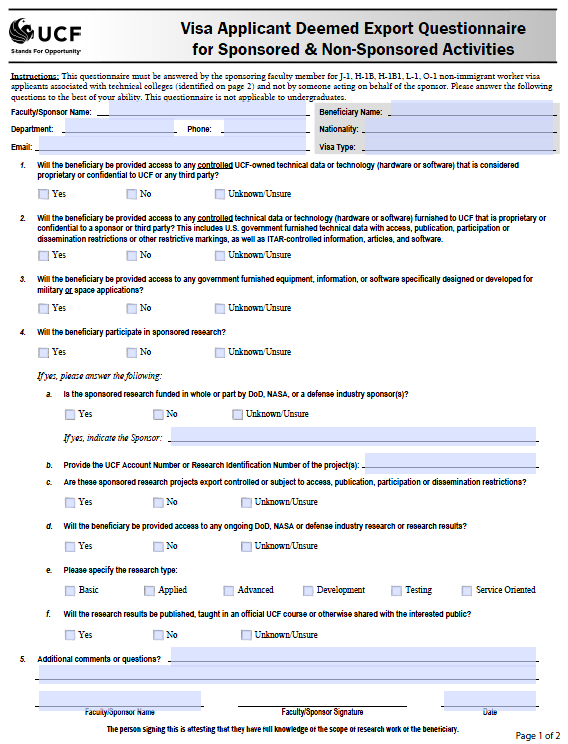 UCF
Stands For Opportunity
Visa Applicant Deemed Export Questionnaire
for Sponsored & Non-Sponsored Activities
Instructions: This questionnaire must be answered by the sponsoring faculty member for J-1, H-1B, H-1B1, L-1, O-1 non-immigrant worker visa
applicants associated with technical colleges (identified on page 2) and not by someone acting on behalf of the sponsor. Please answer the following
questions to the best of your ability. This questionnaire is not applicable to undergraduates.
Faculty/Sponsor Name: Beneficiary Name:
Department: Phone: Nationality:
Email: Visa Type:
1. Will the beneficiary be provided access to any controlled UCF-owned technical data or technology (hardware or software) that is considered
proprietary or confidential to UCF or any third party?
Yes No Unknown/Unsure
2. Will the beneficiary be provided access to any controlled technical data or technology (hardware or software) furnished to UCF that is proprietary or
confidential to a sponsor or third party? This includes U.S. government furnished technical data with access, publication, participation or
dissemination restrictions or other restrictive markings, as well as ITAR-controlled information, articles, and software.
Yes No Unknown/Unsure
3. Will the beneficiary be provided access to any government furnished equipment, information, or software specifically designed or developed for
military or space applications?
Yes No Unknown/Unsure
4. Will the beneficiary participate in sponsored research?
Yes No Unknown/Unsure
If yes, please answer the following:
a. Is the sponsored research funded in whole or part by DoD, NASA, or a defense industry sponsor(s)?
Yes No Unknown/Unsure
If yes, indicate the Sponsor:
b. Provide the UCF Account Number or Research Identification Number of the project(s):
c. Are these sponsored research projects export controlled or subject to access, publication, participation or dissemination restrictions?
Yes No Unknown/Unsure
d. Will the beneficiary be provided access to any ongoing DoD, NASA or defense industry research or research results?
Yes No Unknown/Unsure
e. Please specify the research type:
Basic Applied Advanced Development Testing Service Oriented
f. Will the research results be published, taught in an official UCF course or otherwise shared with the interested public?
Yes No Unknown/Unsure
5. Additional comments or questions?
Faculty/Sponsor Name Faculty/Sponsor Signature Date
The person signing this is attesting that they have full knowledge of the scope of research work of the beneficiary.
Page 1 of 2